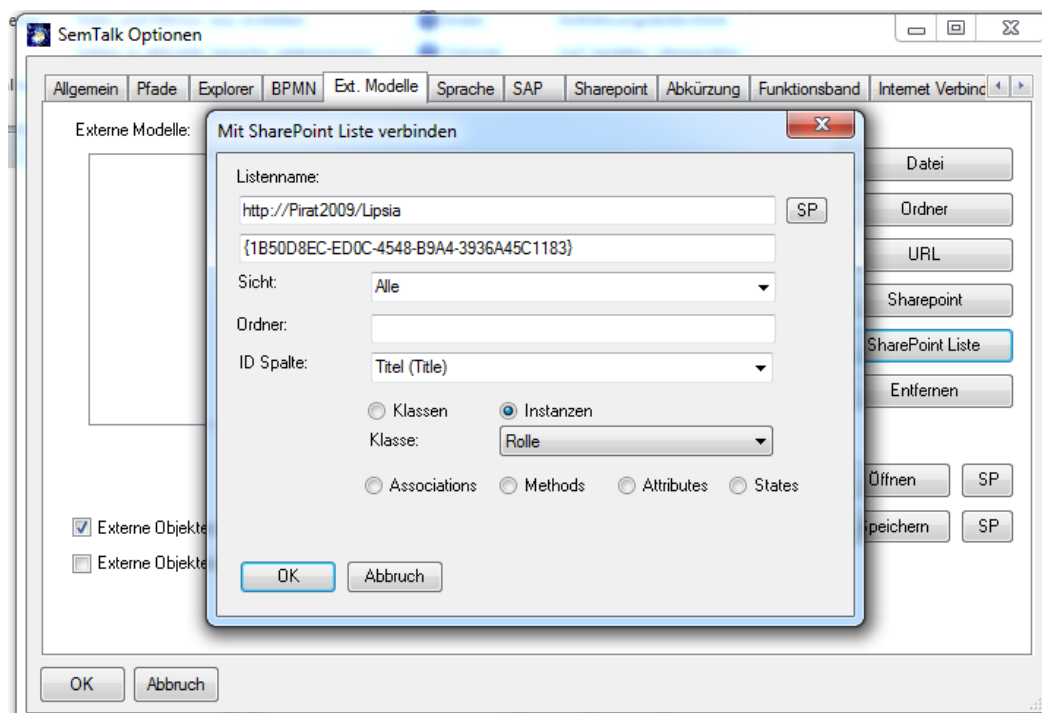 SemTalk Optionen
Allgemein Pfade Explorer BPMN Ext. Modelle Sprache SAP Sharepoint Abkürzung Funktionsband Internet Verbind
Externe Modelle:
Mit SharePoint Liste verbinden
Datei
Listenname:
http://Pirat2009/Lipsia SP
Ordner
{1B50D8EC-ED0C-4548-B9A4-3936A45C1183}
URL
Sicht: Alle
Sharepoint
Ordner:
SharePoint Liste
ID Spalte: Titel (Title)
Entfernen
Klassen Instanzen
Klasse: Rolle
Associations Methods Attributes States
Öffnen SP
Externe Objekte
Speichern SP
Externe Objekte
OK Abbruch
OK Abbruch